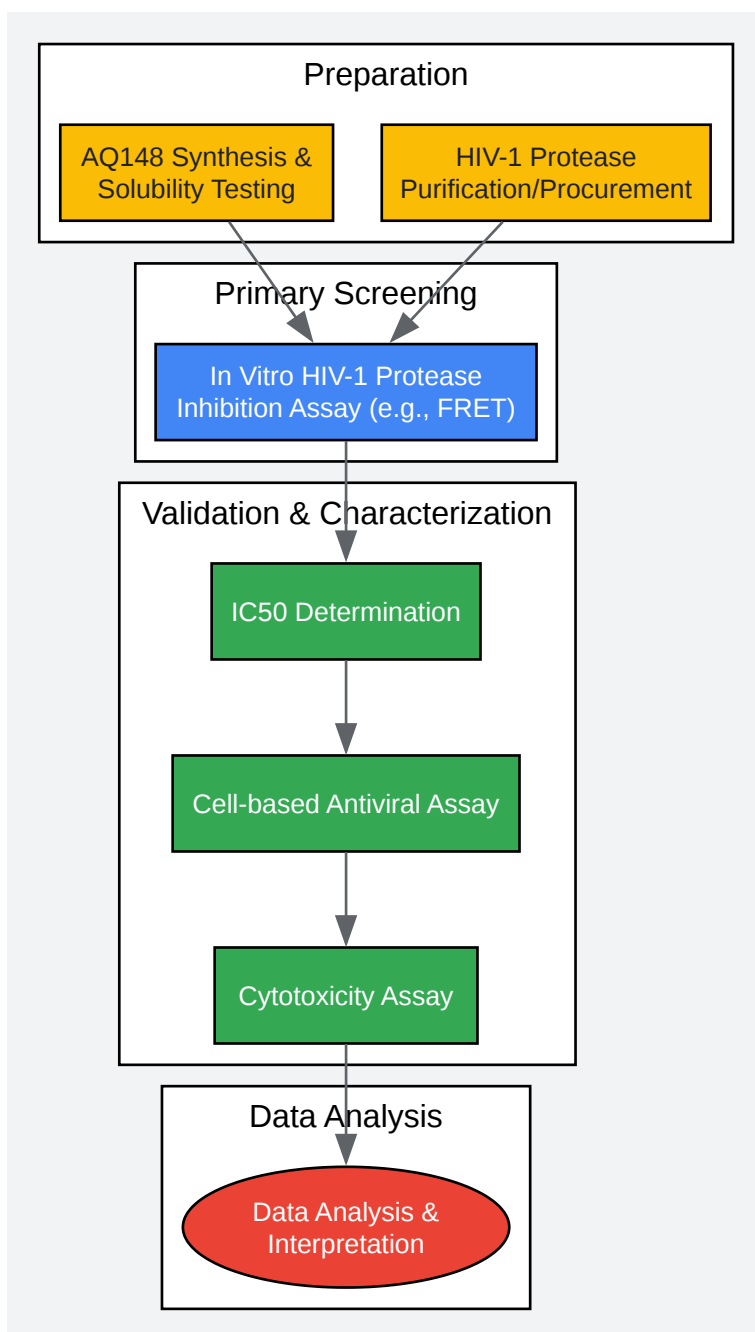 Preparation
AQ148 Synthesis &
Solubility Testing
HIV-1 Protease
Purification/Procurement
Primary Screening
In Vitro HIV-1 Protease
Inhibition Assay (e.g., FRET)
Validation & Characterization
IC50 Determination
Cell-based Antiviral Assay
Cytotoxicity Assay
Data Analysis
Data Analysis &
Interpretation